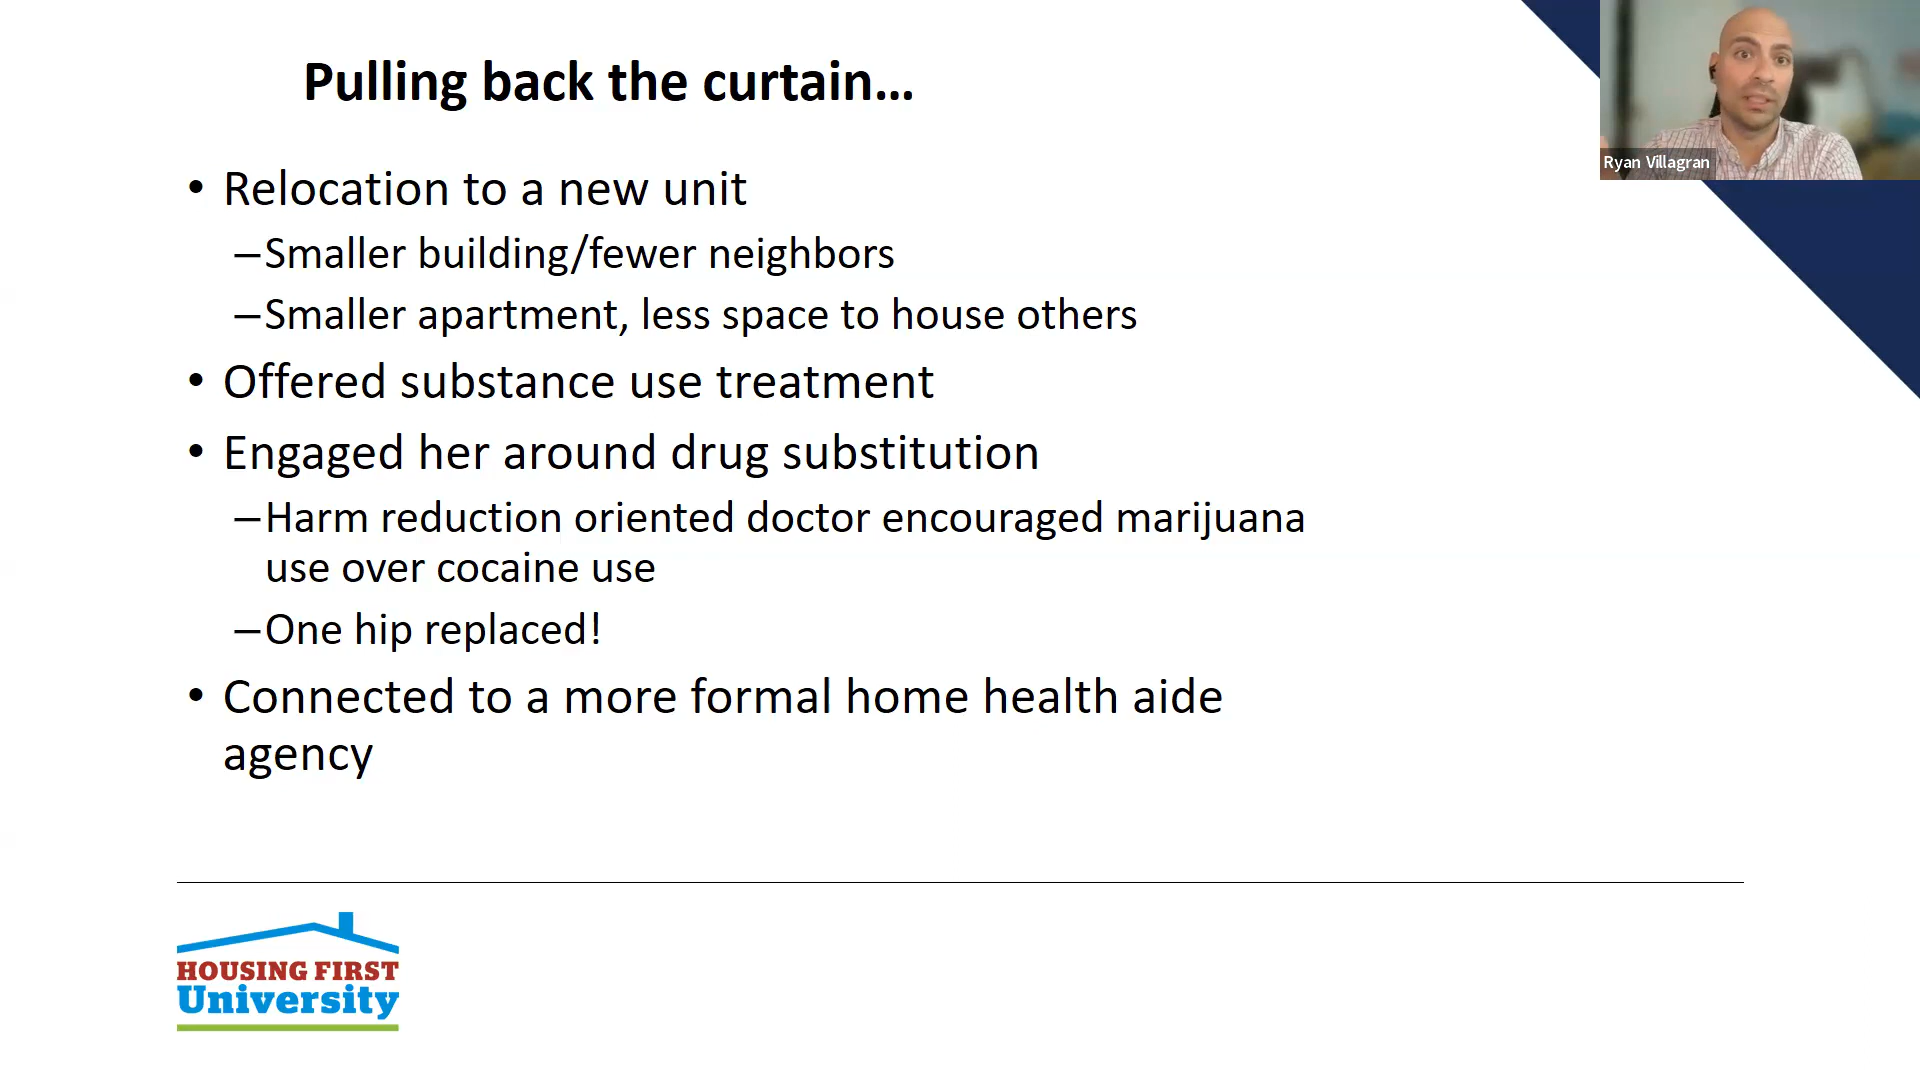 Pulling back the curtain...
Ryan Villagran
• Relocation to a new unit
–Smaller building/fewer neighbors
–Smaller apartment, less space to house others
• Offered substance use treatment
• Engaged her around drug substitution
–Harm reduction oriented doctor encouraged marijuana
use over cocaine use
–One hip replaced!
• Connected to a more formal home health aide
agency
HOUSING FIRST
University